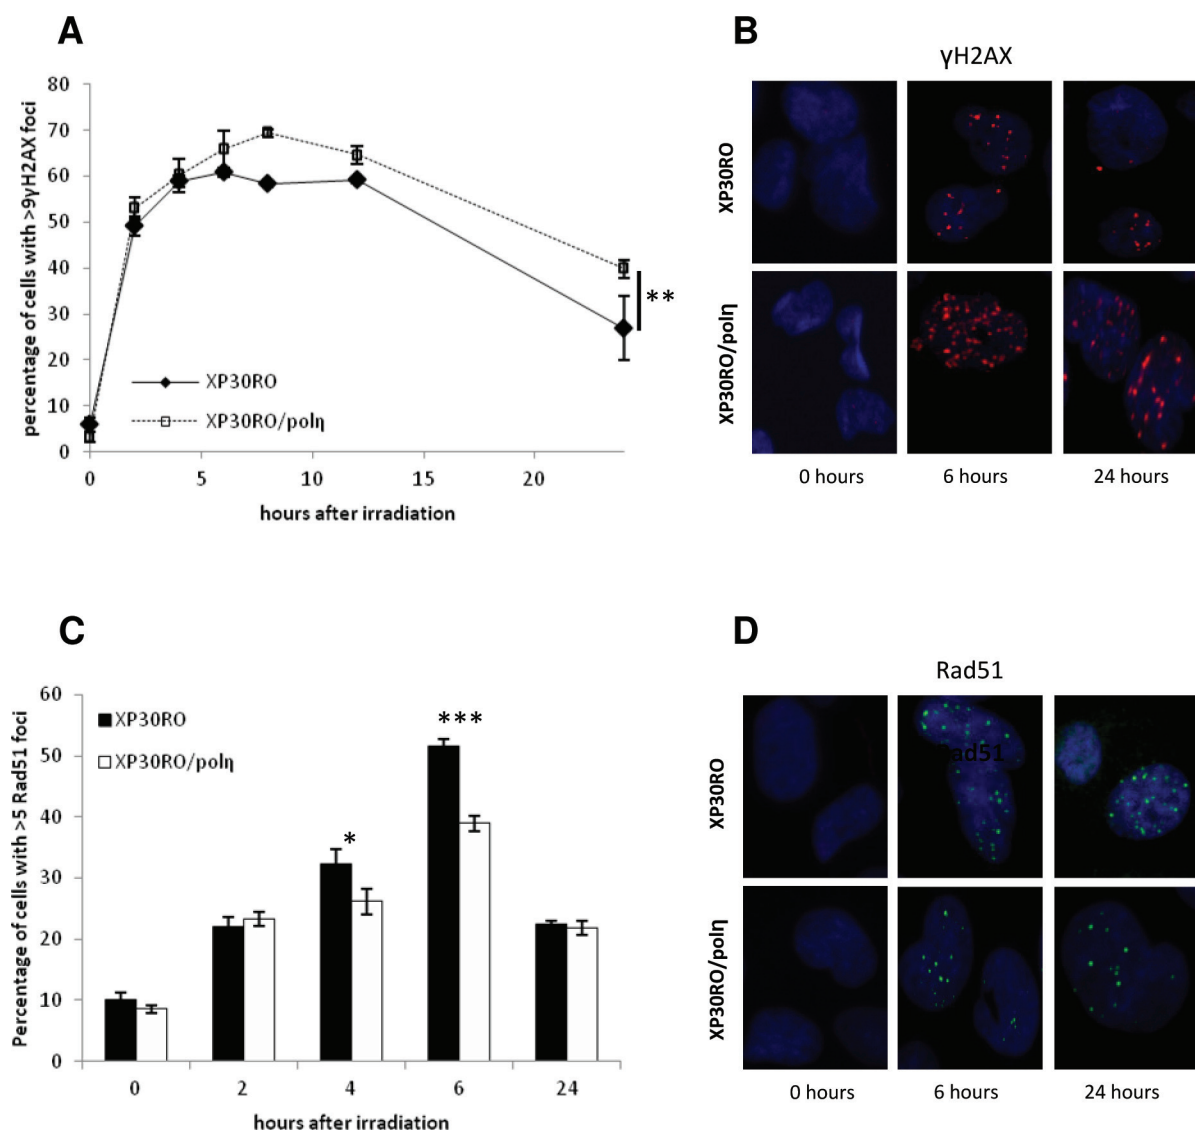 A
percentage of cells with >9γH2AX foci
80
70
60
50
40
30
20
10
0
0 5 10 15 20
hours after irradiation
XP30RO
XP30RO/polη
**
B
γH2AX
XP30RO
XP30RO/polη
0 hours 6 hours 24 hours
C
Percentage of cells with >5 Rad51 foci
60
50
40
30
20
10
0
XP30RO
XP30RO/polη
*
***
0 2 4 6 24
hours after irradiation
D
Rad51
XP30RO
XP30RO/polη
Rad51
0 hours 6 hours 24 hours